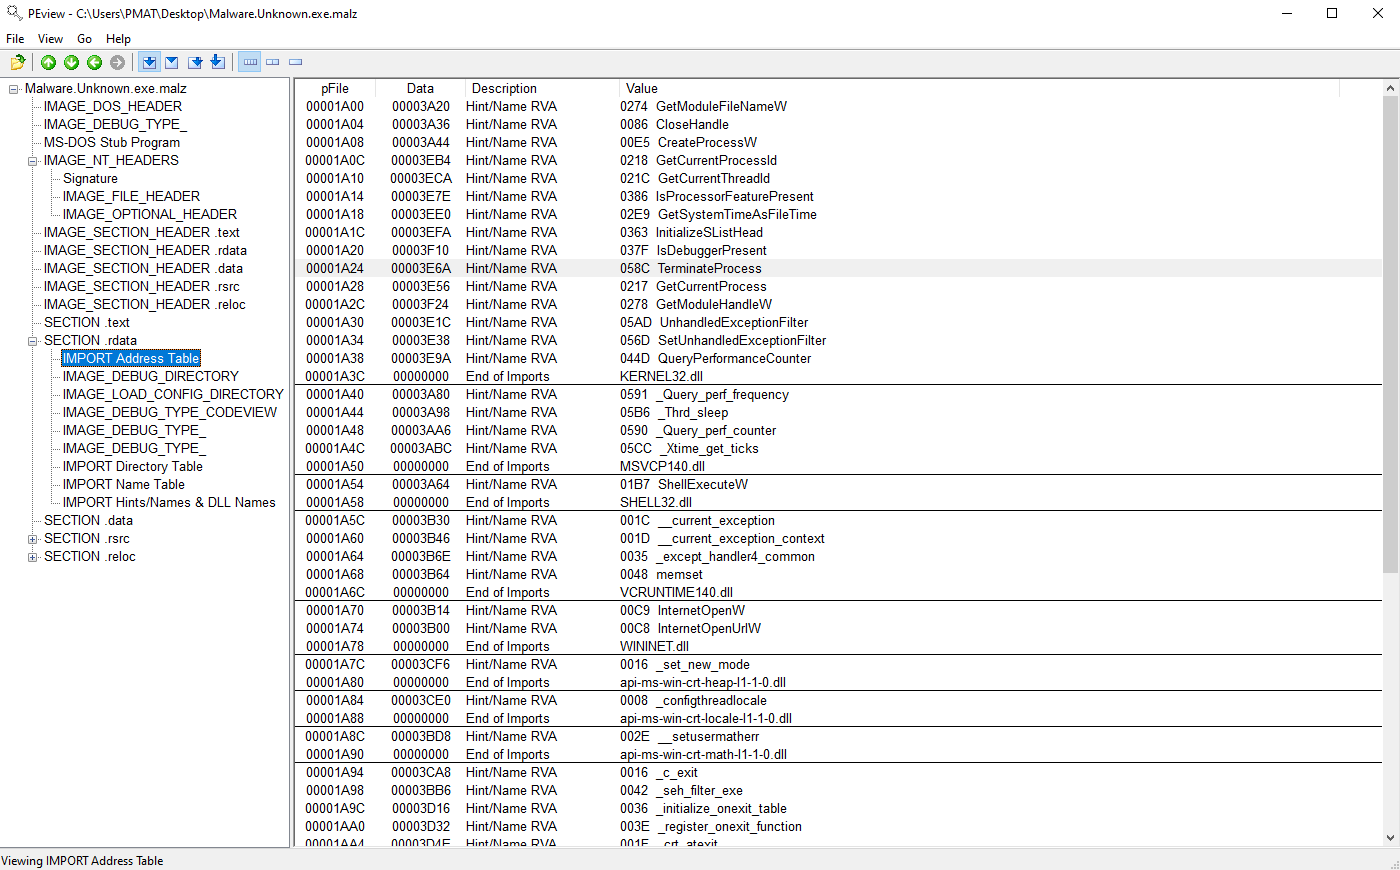 PEview - C:\Users\PMAT\Desktop\Malware.Unknown.exe.malz
File View Go Help
Malware.Unknown.exe.malz
IMAGE_DOS_HEADER
IMAGE_DEBUG_TYPE_
MS-DOS Stub Program
IMAGE_NT_HEADERS
Signature
IMAGE_FILE_HEADER
IMAGE_OPTIONAL_HEADER
IMAGE_SECTION_HEADER .text
IMAGE_SECTION_HEADER .rdata
IMAGE_SECTION_HEADER .data
IMAGE_SECTION_HEADER .rsrc
IMAGE_SECTION_HEADER .reloc
SECTION .text
SECTION .rdata
IMPORT Address Table
IMAGE_DEBUG_DIRECTORY
IMAGE_LOAD_CONFIG_DIRECTORY
IMAGE_DEBUG_TYPE_CODEVIEW
IMAGE_DEBUG_TYPE_
IMAGE_DEBUG_TYPE_
IMPORT Directory Table
IMPORT Name Table
IMPORT Hints/Names & DLL Names
SECTION .data
SECTION .rsrc
SECTION .reloc
pFile Data Description Value
00001A00 00003A20 Hint/Name RVA 0274 GetModuleFileNameW
00001A04 00003A36 Hint/Name RVA 0086 CloseHandle
00001A08 00003A44 Hint/Name RVA 00E5 CreateProcessW
00001A0C 00003EB4 Hint/Name RVA 0218 GetCurrentProcessId
00001A10 00003ECA Hint/Name RVA 021C GetCurrentThreadId
00001A14 00003E7E Hint/Name RVA 0386 IsProcessorFeaturePresent
00001A18 00003EE0 Hint/Name RVA 02E9 GetSystemTimeAsFileTime
00001A1C 00003EFA Hint/Name RVA 0363 InitializeSListHead
00001A20 00003F10 Hint/Name RVA 037F IsDebuggerPresent
00001A24 00003E6A Hint/Name RVA 058C TerminateProcess
00001A28 00003E56 Hint/Name RVA 0217 GetCurrentProcess
00001A2C 00003F24 Hint/Name RVA 0278 GetModuleHandleW
00001A30 00003E1C Hint/Name RVA 05AD UnhandledExceptionFilter
00001A34 00003E38 Hint/Name RVA 056D SetUnhandledExceptionFilter
00001A38 00003E9A Hint/Name RVA 044D QueryPerformanceCounter
00001A3C 00000000 End of Imports KERNEL32.dll
00001A40 00003A80 Hint/Name RVA 0591 _Query_perf_frequency
00001A44 00003A98 Hint/Name RVA 05B6 _Thrd_sleep
00001A48 00003AA6 Hint/Name RVA 0590 _Query_perf_counter
00001A4C 00003ABC Hint/Name RVA 05CC _Xtime_get_ticks
00001A50 00000000 End of Imports MSVCP140.dll
00001A54 00003A64 Hint/Name RVA 01B7 ShellExecuteW
00001A58 00000000 End of Imports SHELL32.dll
00001A5C 00003B30 Hint/Name RVA 001C __current_exception
00001A60 00003B46 Hint/Name RVA 001D __current_exception_context
00001A64 00003B6E Hint/Name RVA 0035 _except_handler4_common
00001A68 00003B64 Hint/Name RVA 0048 memset
00001A6C 00000000 End of Imports VCRUNTIME140.dll
00001A70 00003B14 Hint/Name RVA 00C9 InternetOpenW
00001A74 00003B00 Hint/Name RVA 00C8 InternetOpenUrlW
00001A78 00000000 End of Imports WININET.dll
00001A7C 00003CF6 Hint/Name RVA 0016 _set_new_mode
00001A80 00000000 End of Imports api-ms-win-crt-heap-l1-1-0.dll
00001A84 00003CE0 Hint/Name RVA 0008 _configthreadlocale
00001A88 00000000 End of Imports api-ms-win-crt-locale-l1-1-0.dll
00001A8C 00003BD8 Hint/Name RVA 002E __setusermatherr
00001A90 00000000 End of Imports api-ms-win-crt-math-l1-1-0.dll
00001A94 00003CA8 Hint/Name RVA 0016 _c_exit
00001A98 00003BB6 Hint/Name RVA 0042 _seh_filter_exe
00001A9C 00003D16 Hint/Name RVA 0036 _initialize_onexit_table
00001AA0 00003D32 Hint/Name RVA 003E _register_onexit_function
00001AA4 00003D4E Hint/Name RVA 001F _crt_atexit
Viewing IMPORT Address Table